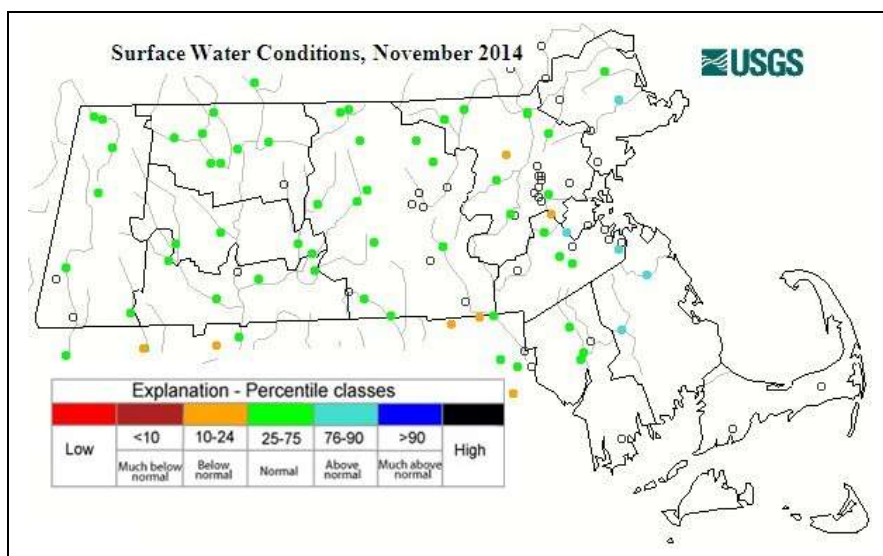 Surface Water Conditions, November 2014
USGS
Explanation - Percentile classes
Low
<10
10-24
25-75
76-90
>90
High
Much below normal
Below normal
Normal
Above normal
Much above normal